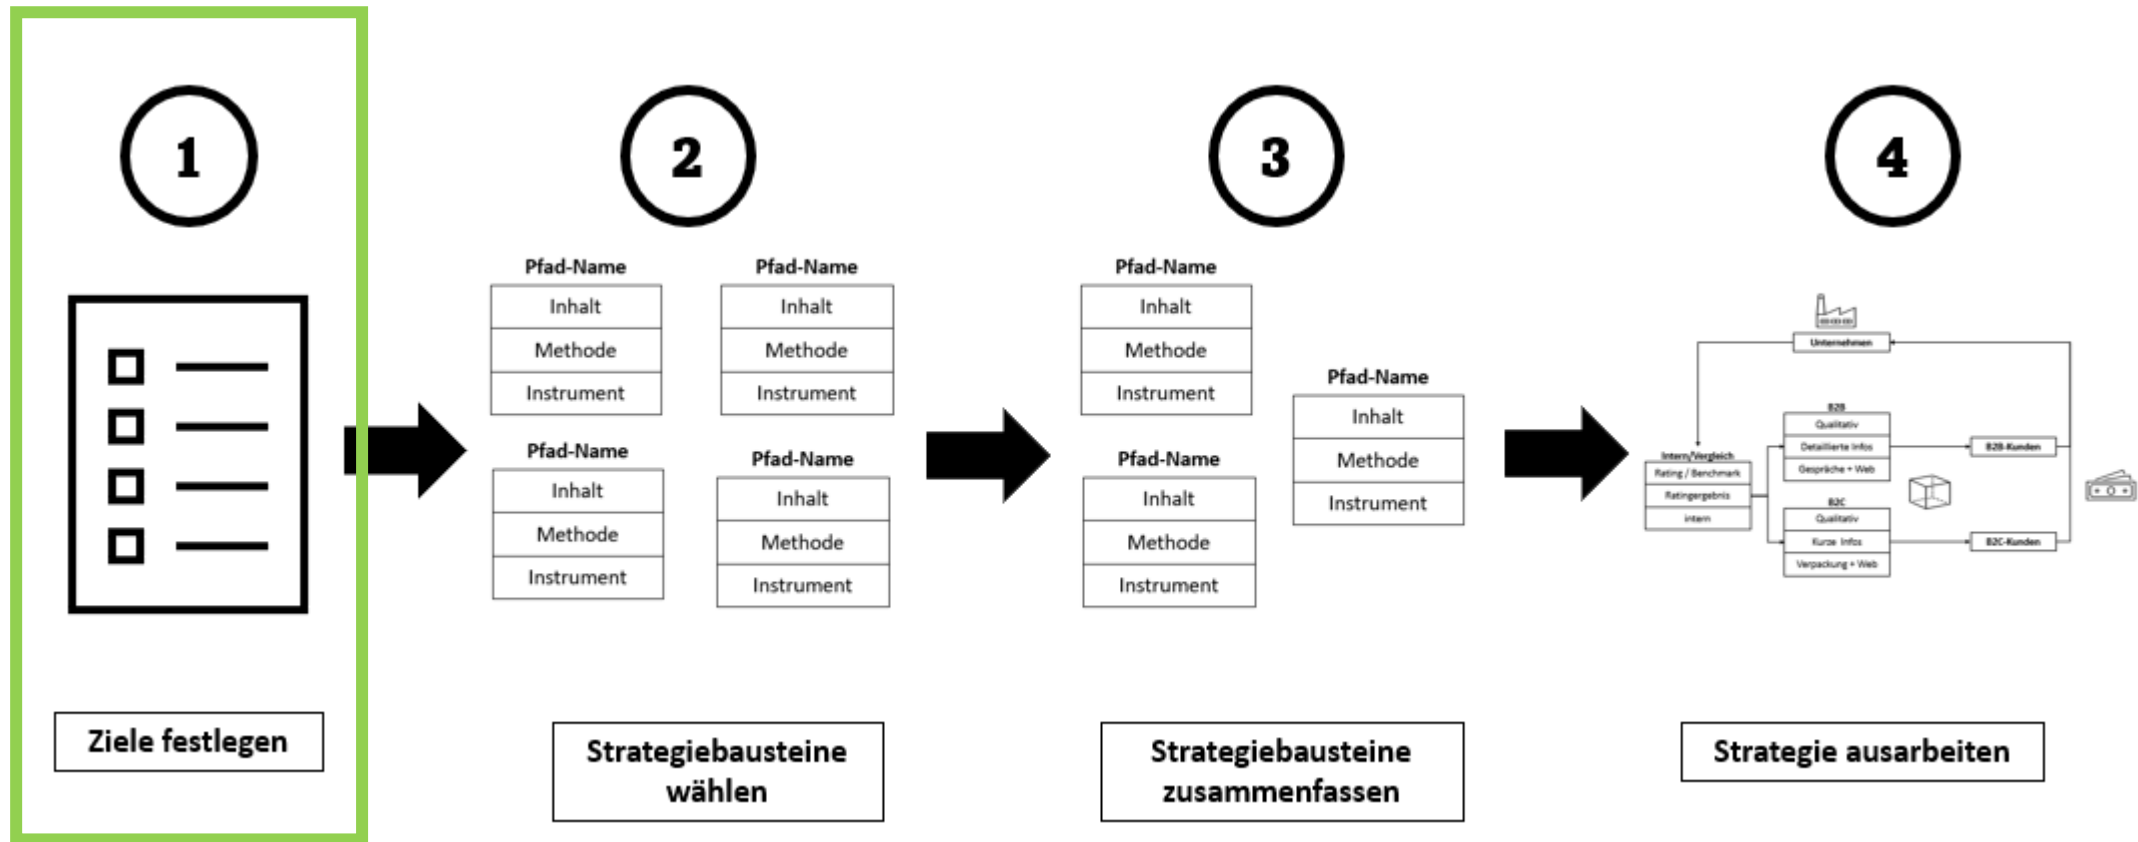 1
Pfad-Name
Inhalt
Methode
Instrument
Pfad-Name
Inhalt
Methode
Instrument
Pfad-Name
Inhalt
Methode
Instrument
Pfad-Name
Inhalt
Methode
Instrument
2
Pfad-Name
Inhalt
Methode
Instrument
Pfad-Name
Inhalt
Methode
Instrument
Pfad-Name
Inhalt
Methode
Instrument
3
4
Unternehmen
Intern/Vergleich
Rating / Benchmark
Ratingergebnis
intern
B2B
Qualitativ
Detaillierte Infos
Gespräche + Web
B2C
Qualitativ
Kurze Infos
Verpackung + Web
B2B-Kunden
B2C-Kunden
Ziele festlegen
Strategiebausteine
wählen
Strategiebausteine
zusammenfassen
Strategie ausarbeiten